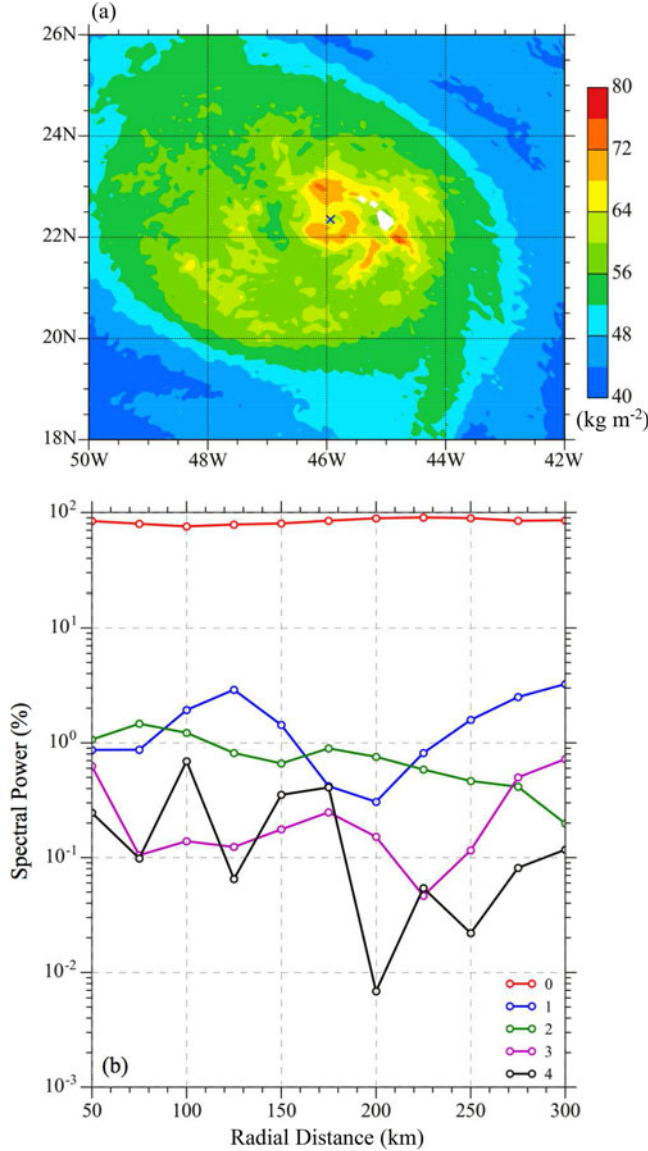 (a)
26N
24N
22N
20N
18N
50W 48W 46W 44W 42W
80
72
64
56
48
40
(kg m⁻²)
10²
10¹
10⁰
10⁻¹
10⁻²
10⁻³
Spectral Power (%)
0
1
2
3
4
(b)
50 100 150 200 250 300
Radial Distance (km)